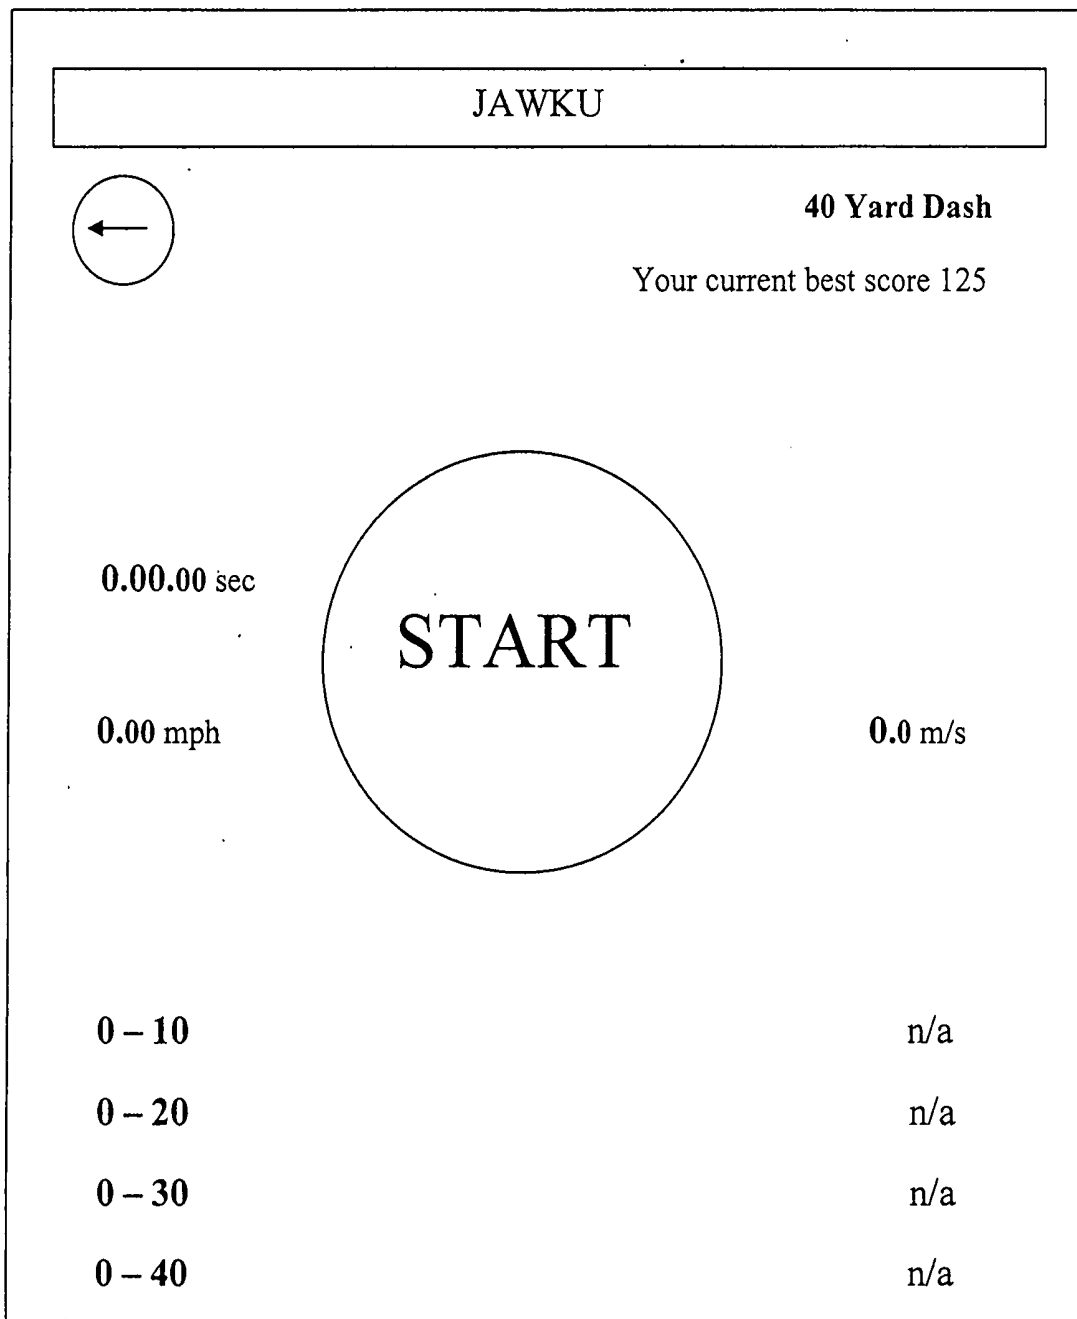 JAWKU
40 Yard Dash
Your current best score 125
0.00.00 sec
START
0.00 mph
0.0 m/s
0 – 10 n/a
0 – 20 n/a
0 – 30 n/a
0 – 40 n/a